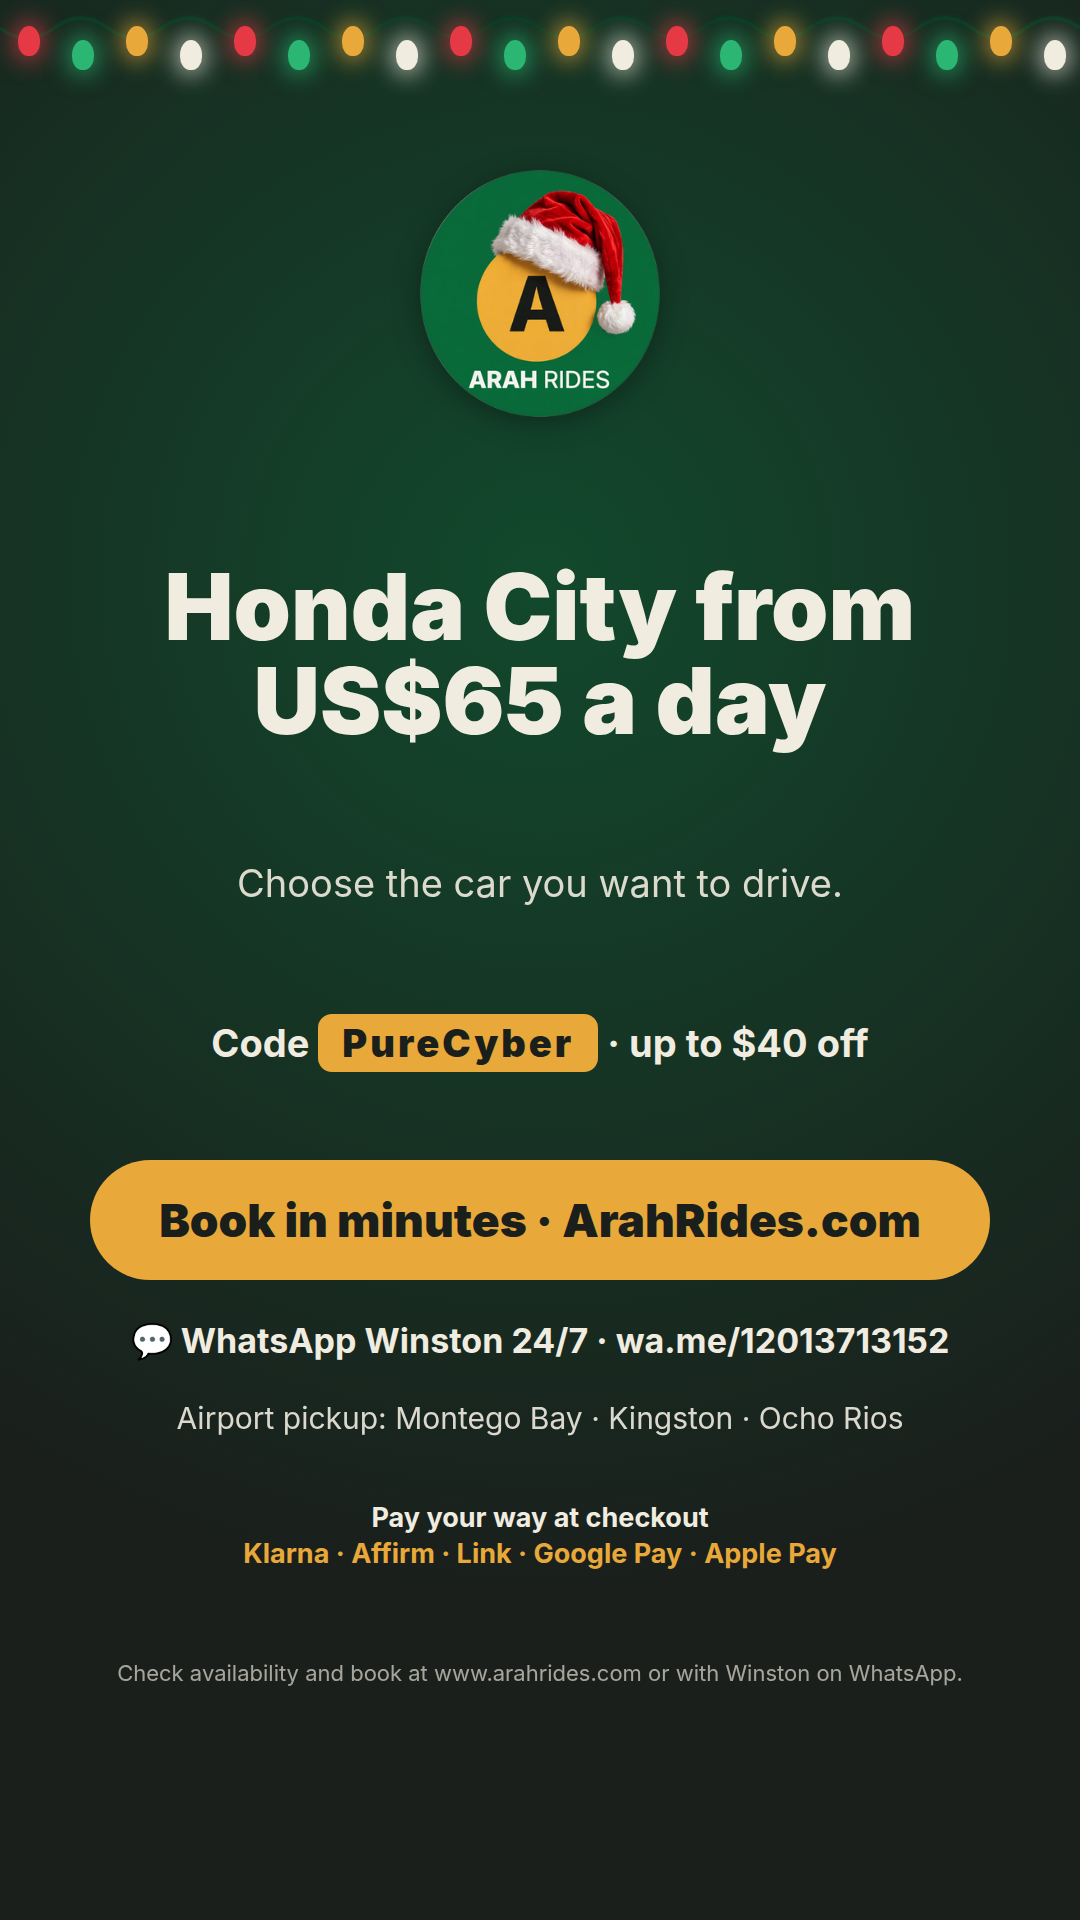 A
ARAH RIDES
Honda City from
US$65 a day
Choose the car you want to drive.
Code PureCyber · up to $40 off
Book in minutes · ArahRides.com
💬 WhatsApp Winston 24/7 · wa.me/12013713152
Airport pickup: Montego Bay · Kingston · Ocho Rios
Pay your way at checkout
Klarna · Affirm · Link · Google Pay · Apple Pay
Check availability and book at www.arahrides.com or with Winston on WhatsApp.